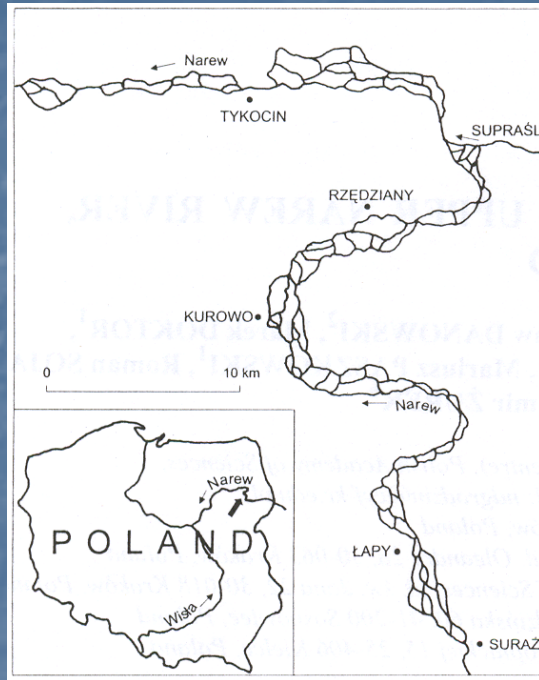 Narew
TYKOCIN
SUPRAŚL
RZĘDZIANY
KUROWO
0 10 km
Narew
ŁAPY
SURAŻ
Narew
POLAND
Wisła